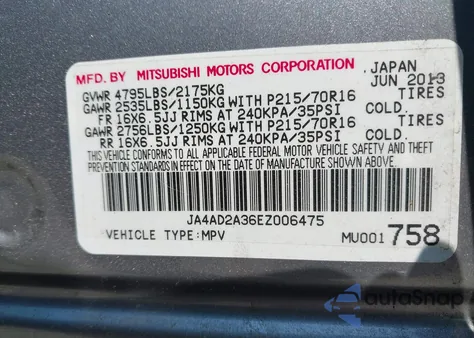 MFD. BY MITSUBISHI MOTORS CORPORATION, JAPAN
GVWR 4795LBS/2175KG JUN 2013
GAWR 2535LBS/1150KG WITH P215/70R16 TIRES
FR 16X6.5JJ RIMS AT 240KPA/35PSI COLD.
GAWR 2756LBS/1250KG WITH P215/70R16 TIRES
RR 16X6.5JJ RIMS AT 240KPA/35PSI COLD.
THIS VEHICLE CONFORMS TO ALL APPLICABLE FEDERAL MOTOR VEHICLE SAFETY AND THEFT
PREVENTION STANDARDS IN EFFECT ON THE DATE OF MANUFACTURE SHOWN ABOVE.
JA4AD2A36EZ006475
VEHICLE TYPE:MPV MU001758
autoSnap